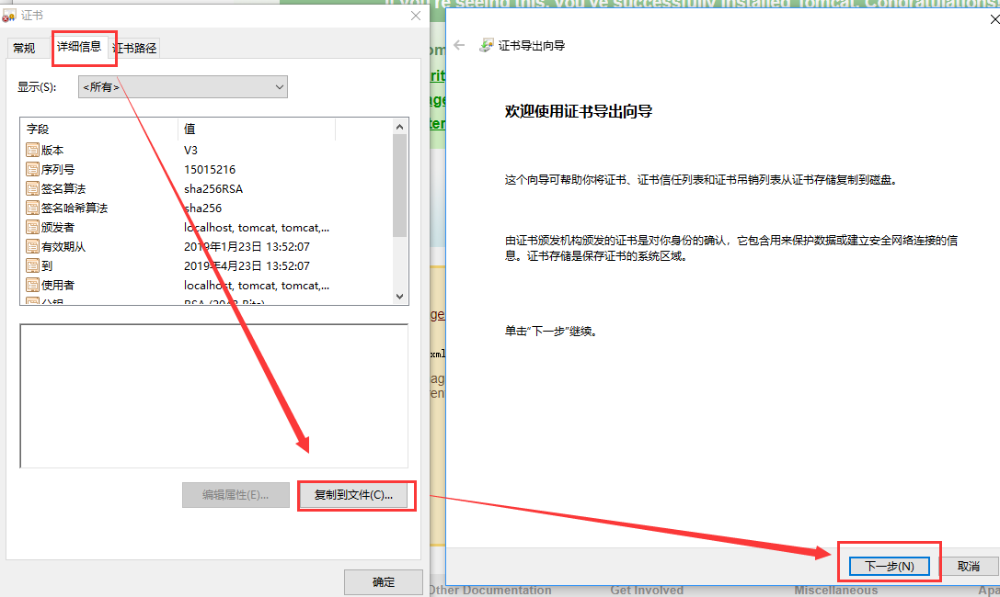 if you're seeing this, you've successfully installed Tomcat. Congratulations
证书
常规
详细信息
证书路径
显示(S):
<所有>
字段
值
版本
V3
序列号
15015216
签名算法
sha256RSA
签名哈希算法
sha256
颁发者
localhost, tomcat, tomcat,...
有效期从
2019年1月23日 13:52:07
到
2019年4月23日 13:52:07
使用者
localhost, tomcat, tomcat,...
公钥
RSA (2048 Bits)
编辑属性(E)...
复制到文件(C)...
确定
证书导出向导
欢迎使用证书导出向导
这个向导可帮助你将证书、证书信任列表和证书吊销列表从证书存储复制到磁盘。
由证书颁发机构颁发的证书是对你身份的确认，它包含用来保护数据或建立安全网络连接的信
息。证书存储是保存证书的系统区域。
单击"下一步"继续。
下一步(N)
取消
Other Documentation
Get Involved
Miscellaneous
Apa